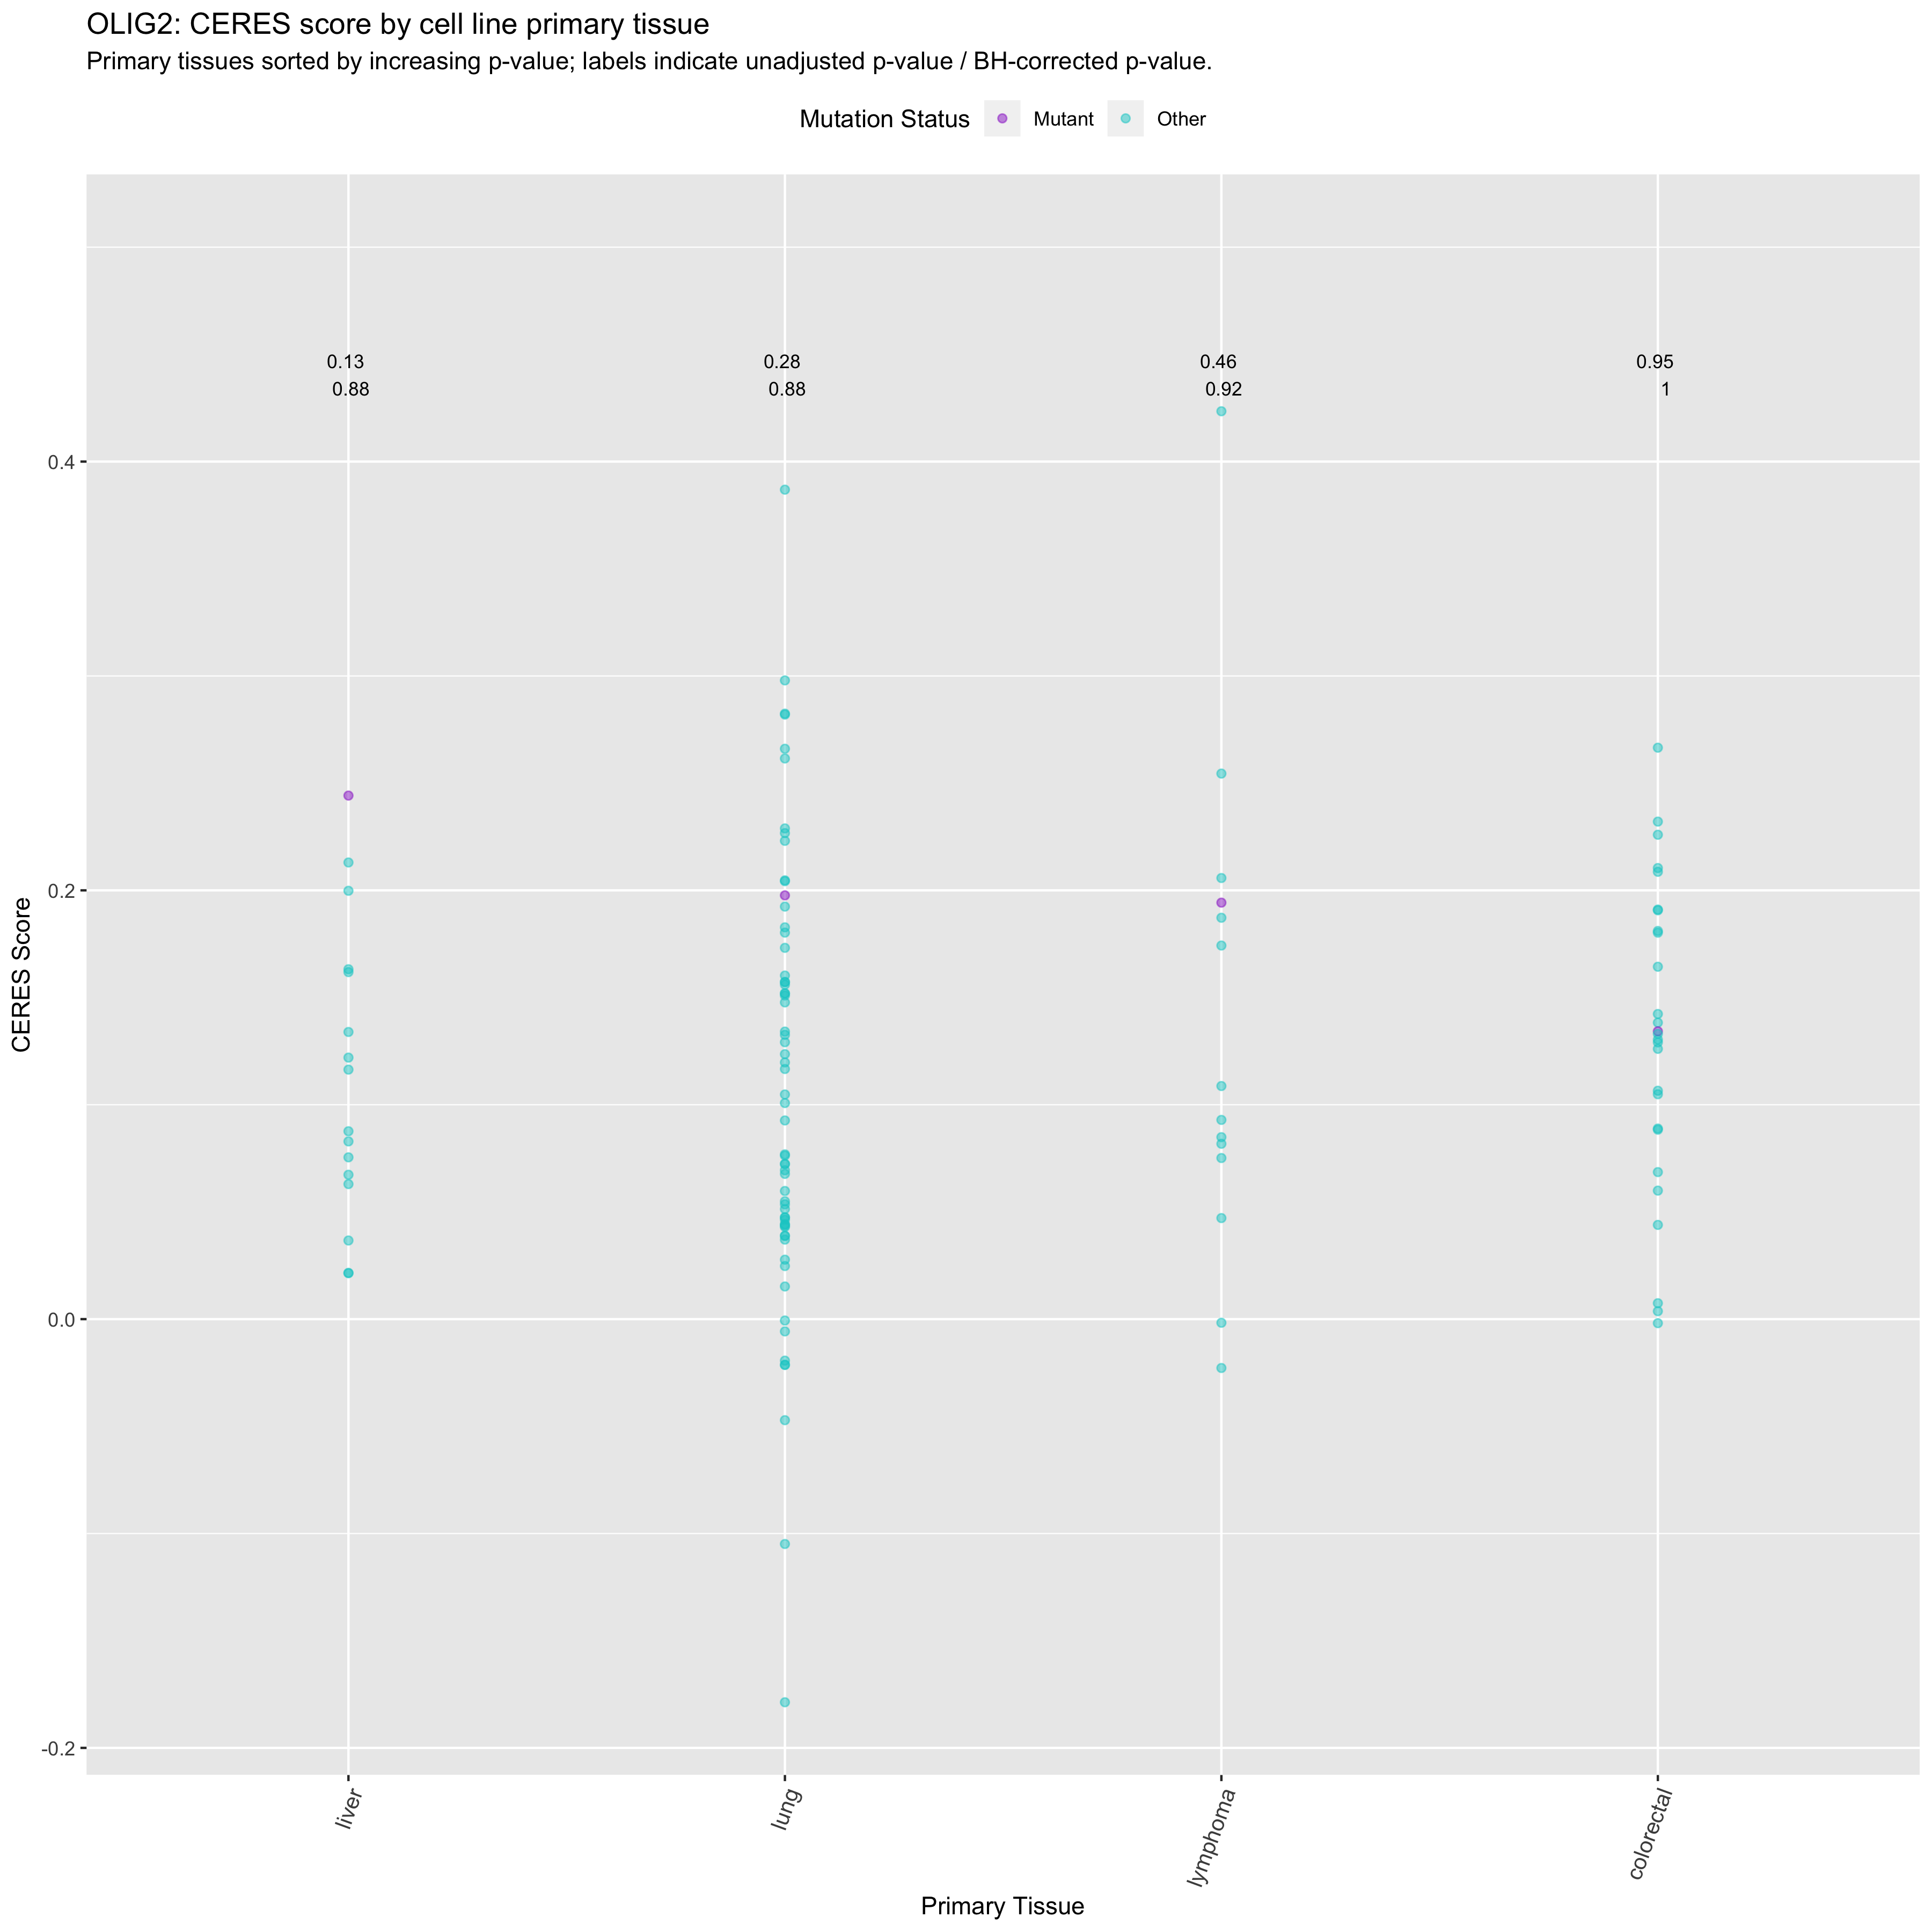 OLIG2: CERES score by cell line primary tissue
Primary tissues sorted by increasing p-value; labels indicate unadjusted p-value / BH-corrected p-value.
Mutation Status Mutant Other
0.13 0.28 0.46 0.95
0.88 0.88 0.92 1
0.4
0.2
0.0
-0.2
CERES Score
liver lung lymphoma colorectal
Primary Tissue